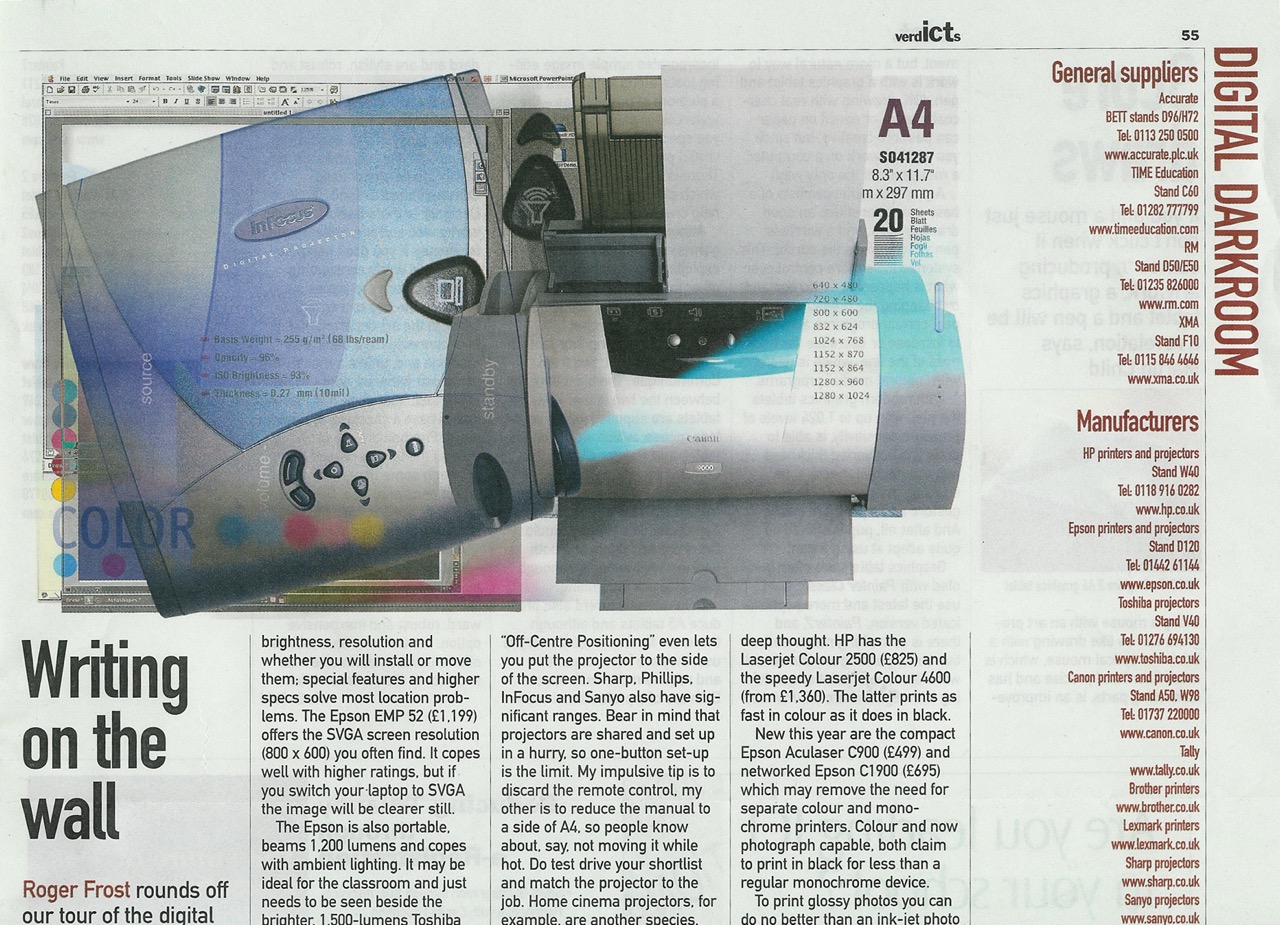 verdicts
55
DIGITAL DARKROOM
File Edit View Insert Format Tools Slide Show Window Help
Microsoft PowerPoint
untitled
InFocus
DIGITAL PROJECTOR
Basis Weight = 255 g/m² (68 lbs/ream)
Opacity = 96%
ISO Brightness = 93%
Thickness = 0.27 mm (10mil)
source
volume
standby
COLOR
A4
S041287
8.3" x 11.7"
m x 297 mm
20
Sheets
Blatt
Feuilles
Hojas
Fogli
Folhas
Vel
640 x 480
720 x 480
800 x 600
832 x 624
1024 x 768
1152 x 870
1152 x 864
1280 x 960
1280 x 1024
Canon
9000
Writing
on the
wall
Roger Frost rounds off
our tour of the digital
brightness, resolution and
whether you will install or move
them; special features and higher
specs solve most location prob-
lems. The Epson EMP 52 (£1,199)
offers the SVGA screen resolution
(800 x 600) you often find. It copes
well with higher ratings, but if
you switch your laptop to SVGA
the image will be clearer still.
The Epson is also portable,
beams 1,200 lumens and copes
with ambient lighting. It may be
ideal for the classroom and just
needs to be seen beside the
brighter, 1,500-lumens Toshiba
"Off-Centre Positioning" even lets
you put the projector to the side
of the screen. Sharp, Phillips,
InFocus and Sanyo also have sig-
nificant ranges. Bear in mind that
projectors are shared and set up
in a hurry, so one-button set-up
is the limit. My impulsive tip is to
discard the remote control, my
other is to reduce the manual to
a side of A4, so people know
about, say, not moving it while
hot. Do test drive your shortlist
and match the projector to the
job. Home cinema projectors, for
example, are another species.
deep thought. HP has the
Laserjet Colour 2500 (£825) and
the speedy Laserjet Colour 4600
(from £1,360). The latter prints as
fast in colour as it does in black.
New this year are the compact
Epson Aculaser C900 (£499) and
networked Epson C1900 (£695)
which may remove the need for
separate colour and mono-
chrome printers. Colour and now
photograph capable, both claim
to print in black for less than a
regular monochrome device.
To print glossy photos you can
do no better than an ink-jet photo
General suppliers
Accurate
BETT stands D96/H72
Tel: 0113 250 0500
www.accurate.plc.uk
TIME Education
Stand C60
Tel: 01282 777799
www.timeeducation.com
RM
Stand D50/E50
Tel: 01235 826000
www.rm.com
XMA
Stand F10
Tel: 0115 846 4646
www.xma.co.uk
Manufacturers
HP printers and projectors
Stand W40
Tel: 0118 916 0282
www.hp.co.uk
Epson printers and projectors
Stand D120
Tel: 01442 61144
www.epson.co.uk
Toshiba projectors
Stand V40
Tel: 01276 694130
www.toshiba.co.uk
Canon printers and projectors
Stand A50, W98
Tel: 01737 220000
www.canon.co.uk
Tally
www.tally.co.uk
Brother printers
www.brother.co.uk
Lexmark printers
www.lexmark.co.uk
Sharp projectors
www.sharp.co.uk
Sanyo projectors
www.sanyo.co.uk